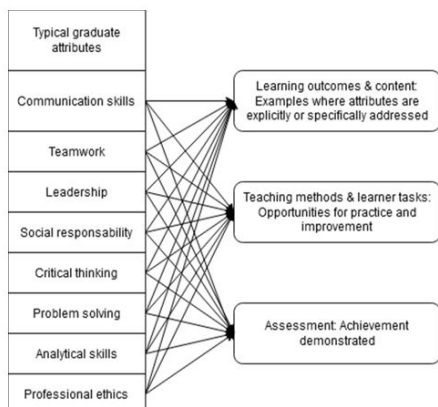 Typical graduate
attributes
Communication skills
Teamwork
Leadership
Social responsability
Critical thinking
Problem solving
Analytical skills
Professional ethics
Learning outcomes & content:
Examples where attributes are
explicitly or specifically addressed
Teaching methods & learner tasks:
Opportunities for practice and
improvement
Assessment: Achievement
demonstrated